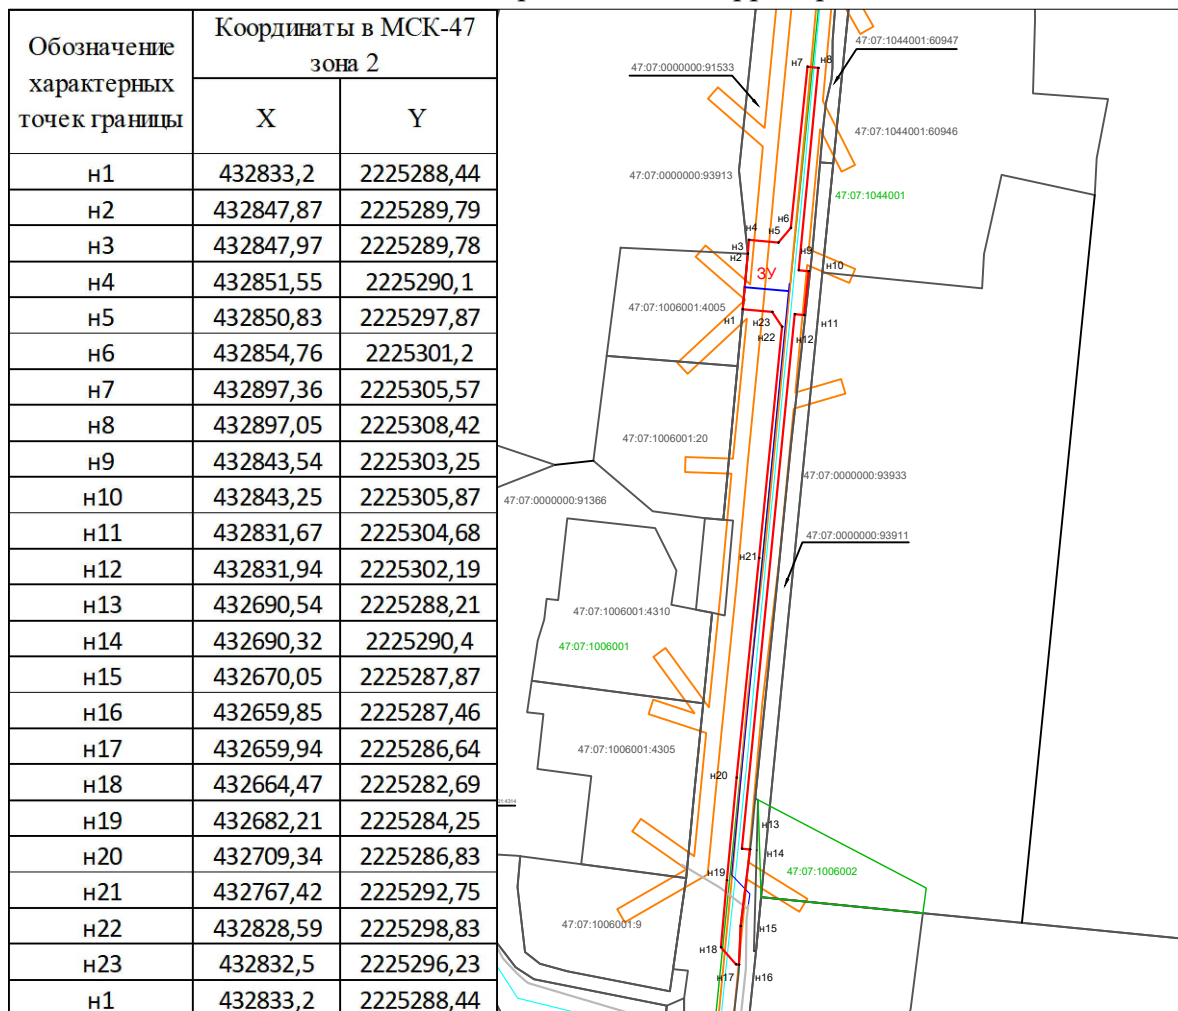 Обозначение характерных точек границы
Координаты в МСК-47 зона 2
X Y
н1 432833,2 2225288,44
н2 432847,87 2225289,79
н3 432847,97 2225289,78
н4 432851,55 2225290,1
н5 432850,83 2225297,87
н6 432854,76 2225301,2
н7 432897,36 2225305,57
н8 432897,05 2225308,42
н9 432843,54 2225303,25
н10 432843,25 2225305,87
н11 432831,67 2225304,68
н12 432831,94 2225302,19
н13 432690,54 2225288,21
н14 432690,32 2225290,4
н15 432670,05 2225287,87
н16 432659,85 2225287,46
н17 432659,94 2225286,64
н18 432664,47 2225282,69
н19 432682,21 2225284,25
н20 432709,34 2225286,83
н21 432767,42 2225292,75
н22 432828,59 2225298,83
н23 432832,5 2225296,23
н1 432833,2 2225288,44
47:07:1044001:60947
н7
н8
47:07:0000000:91533
47:07:1044001:60946
47:07:0000000:93913
47:07:1044001
н6
н4
н5
н3
н2
н9
н10
ЗУ
47:07:1006001:4005
н1
н23
н11
н22
н12
47:07:1006001:20
47:07:0000000:93933
47:07:0000000:91366
47:07:0000000:93911
н21
47:07:1006001:4310
47:07:1006001
47:07:1006001:4305
н20
н13
н14
47:07:1006002
н19
47:07:1006001:9
н15
н18
н17
н16